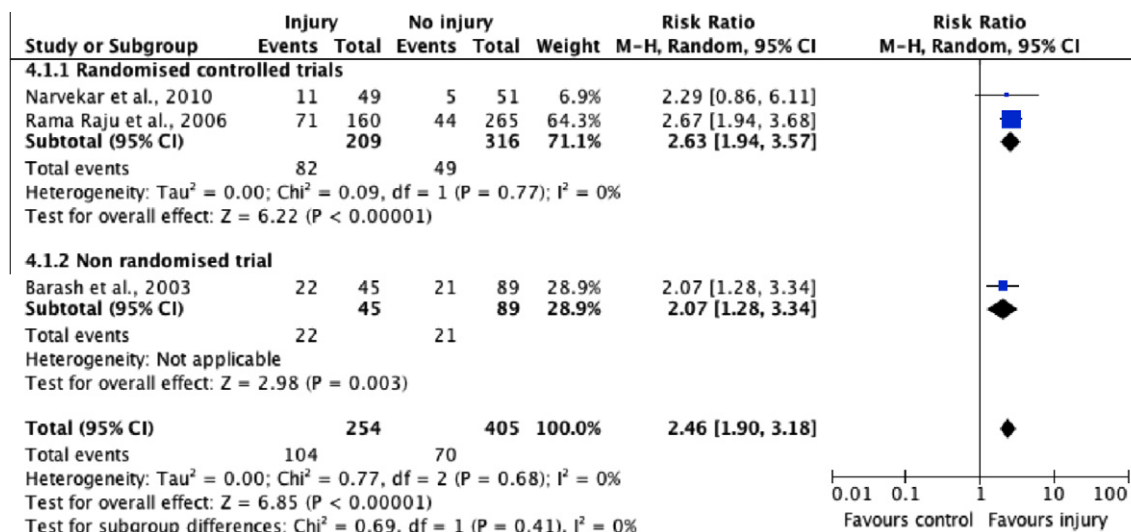 Injury No injury Risk Ratio Risk Ratio
Study or Subgroup Events Total Events Total Weight M-H, Random, 95% CI M-H, Random, 95% CI
4.1.1 Randomised controlled trials
Narvekar et al., 2010 11 49 5 51 6.9% 2.29 [0.86, 6.11]
Rama Raju et al., 2006 71 160 44 265 64.3% 2.67 [1.94, 3.68]
Subtotal (95% CI) 209 316 71.1% 2.63 [1.94, 3.57]
Total events 82 49
Heterogeneity: Tau² = 0.00; Chi² = 0.09, df = 1 (P = 0.77); I² = 0%
Test for overall effect: Z = 6.22 (P < 0.00001)
4.1.2 Non randomised trial
Barash et al., 2003 22 45 21 89 28.9% 2.07 [1.28, 3.34]
Subtotal (95% CI) 45 89 28.9% 2.07 [1.28, 3.34]
Total events 22 21
Heterogeneity: Not applicable
Test for overall effect: Z = 2.98 (P = 0.003)
Total (95% CI) 254 405 100.0% 2.46 [1.90, 3.18]
Total events 104 70
Heterogeneity: Tau² = 0.00; Chi² = 0.77, df = 2 (P = 0.68); I² = 0%
Test for overall effect: Z = 6.85 (P < 0.00001)
Test for subgroup differences: Chi² = 0.69, df = 1 (P = 0.41), I² = 0%
0.01 0.1 1 10 100
Favours control Favours injury